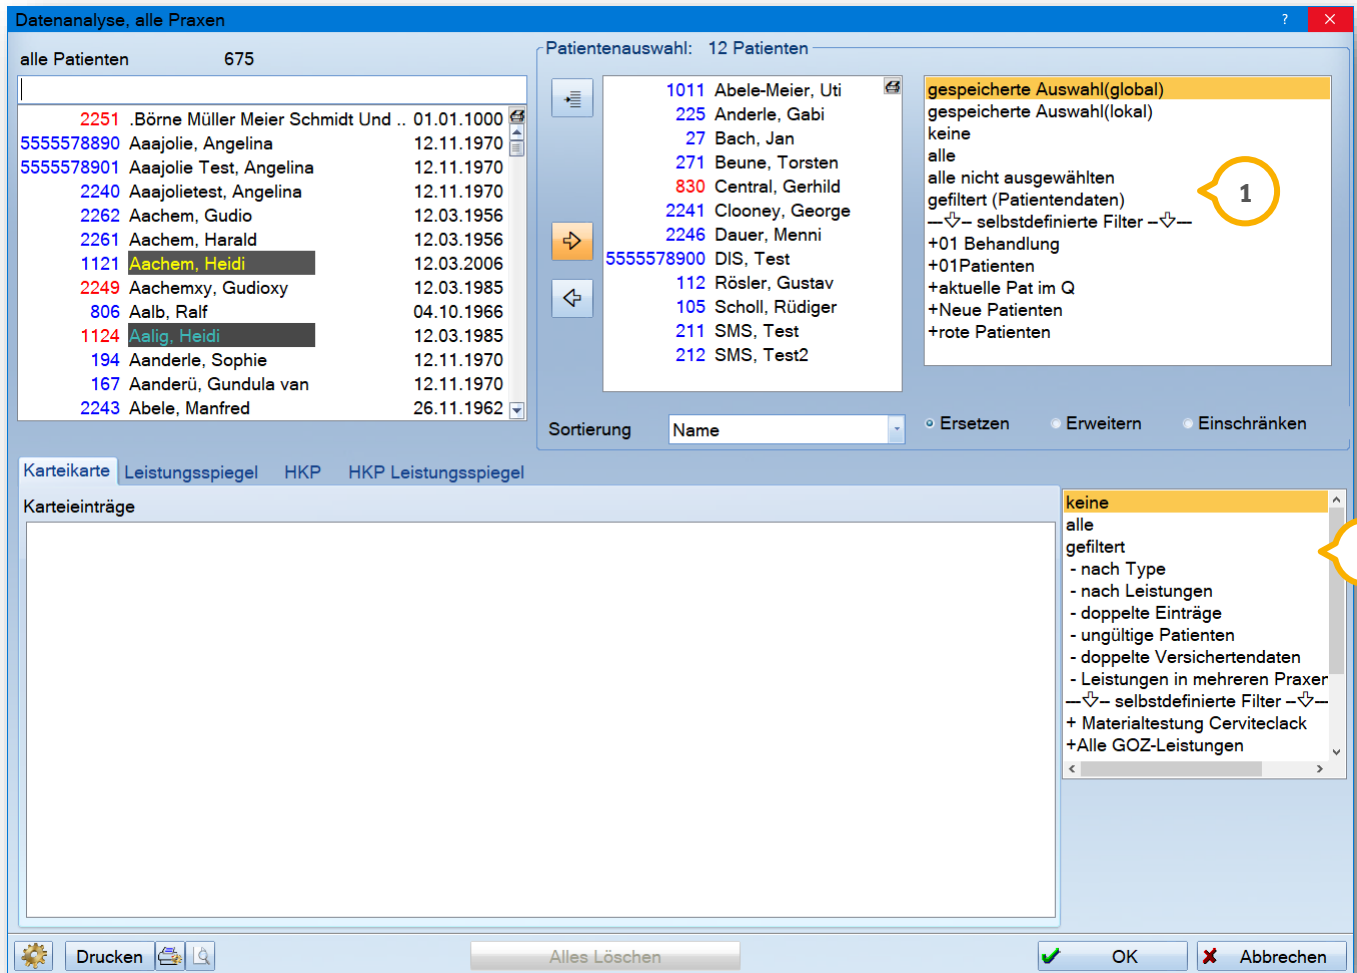 Datenanalyse, alle Praxen ?
alle Patienten 675
2251 .Börne Müller Meier Schmidt Und .. 01.01.1000
5555578890 Aaajolie, Angelina 12.11.1970
5555578901 Aaajolie Test, Angelina 12.11.1970
2240 Aaajolietest, Angelina 12.11.1970
2262 Aachem, Gudio 12.03.1956
2261 Aachem, Harald 12.03.1956
1121 Aachem, Heidi 12.03.2006
2249 Aachemxy, Gudioxy 12.03.1985
806 Aalb, Ralf 04.10.1966
1124 Aalig, Heidi 12.03.1985
194 Aanderle, Sophie 12.11.1970
167 Aanderü, Gundula van 12.11.1970
2243 Abele, Manfred 26.11.1962
Patientenauswahl: 12 Patienten
1011 Abele-Meier, Uti
225 Anderle, Gabi
27 Bach, Jan
271 Beune, Torsten
830 Central, Gerhild
2241 Clooney, George
2246 Dauer, Menni
5555578900 DIS, Test
112 Rösler, Gustav
105 Scholl, Rüdiger
211 SMS, Test
212 SMS, Test2
gespeicherte Auswahl(global)
gespeicherte Auswahl(lokal)
keine
alle
alle nicht ausgewählten
gefiltert (Patientendaten)
selbstdefinierte Filter
+01 Behandlung
+01Patienten
+aktuelle Pat im Q
+Neue Patienten
+rote Patienten
1
Sortierung Name
Ersetzen Erweitern Einschränken
Karteikarte Leistungsspiegel HKP HKP Leistungsspiegel
Karteieinträge
keine
alle
gefiltert
- nach Type
- nach Leistungen
- doppelte Einträge
- ungültige Patienten
- doppelte Versichertendaten
- Leistungen in mehreren Praxen
selbstdefinierte Filter
+ Materialtestung Cerviteclack
+Alle GOZ-Leistungen
Drucken Alles Löschen OK Abbrechen